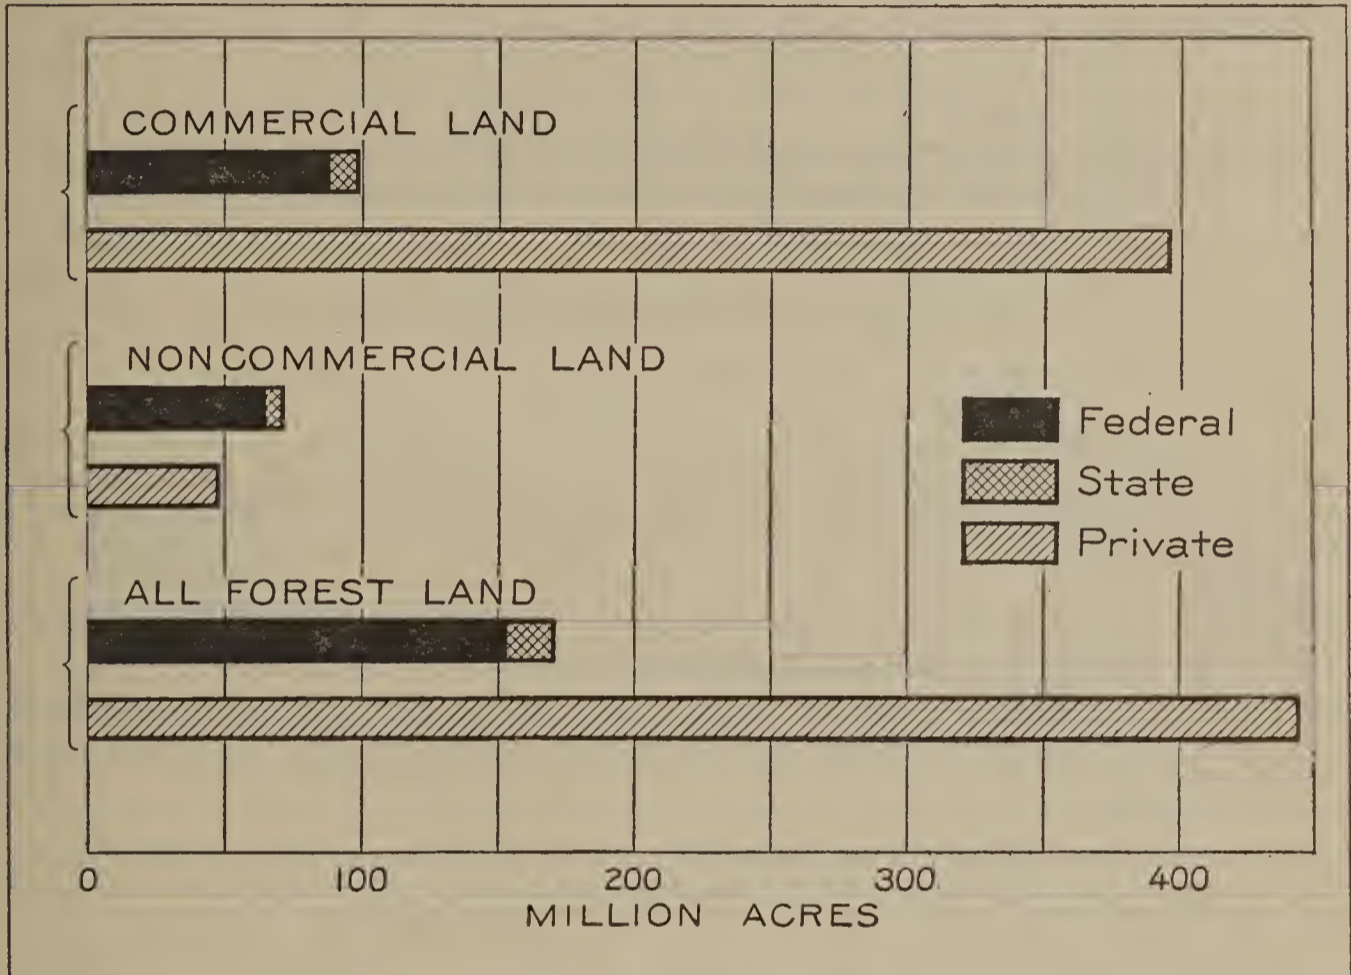 COMMERCIAL LAND
NONCOMMERCIAL LAND
Federal
State
Private
ALL FOREST LAND
0 100 200 300 400
MILLION ACRES